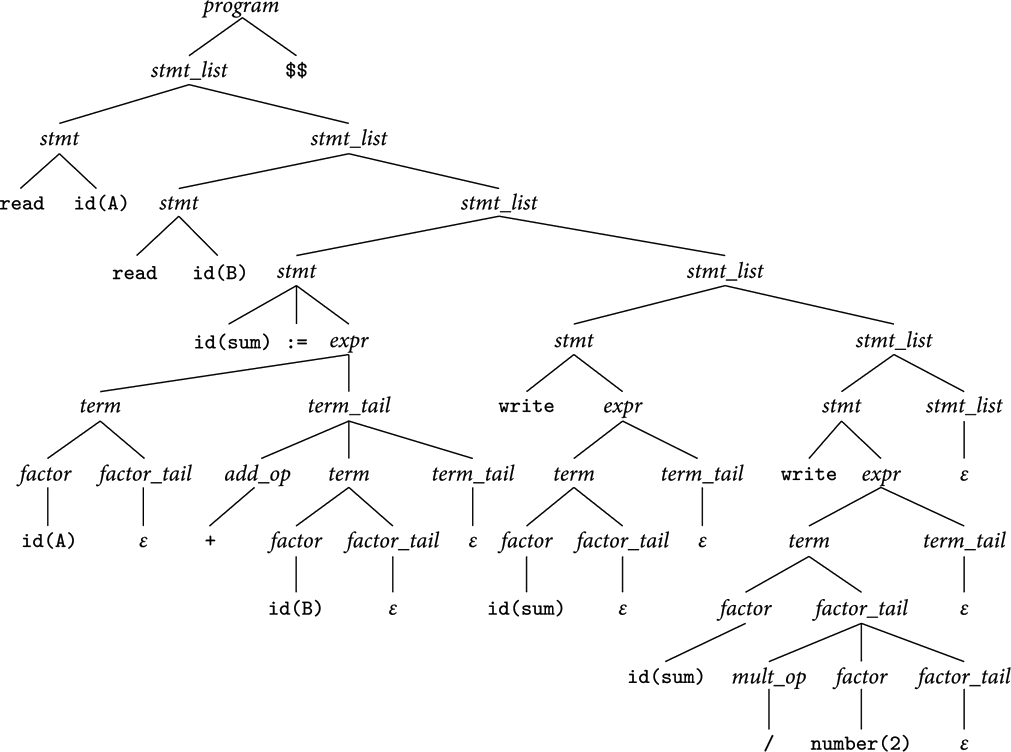 program
stmt_list $$
stmt stmt_list
read id(A) stmt stmt_list
read id(B) stmt stmt_list
id(sum) := expr stmt stmt_list
term term_tail write expr stmt stmt_list
factor factor_tail add_op term term_tail term term_tail write expr ε
id(A) ε + factor factor_tail ε factor factor_tail ε term term_tail
id(B) ε id(sum) ε factor factor_tail ε
id(sum) mult_op factor factor_tail
/ number(2) ε